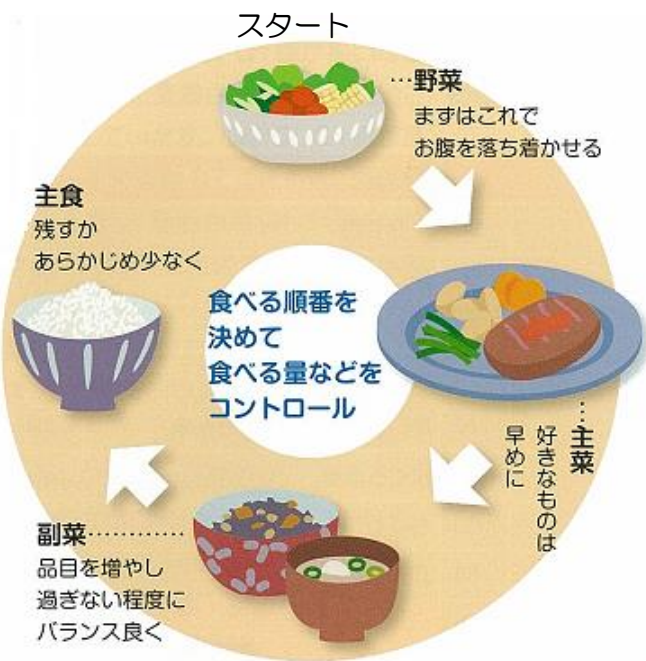 スタート
…野菜
まずはこれで
お腹を落ち着かせる
主食
残すか
あらかじめ少なく
食べる順番を
決めて
食べる量などを
コントロール
…主菜
好きなものは
早めに
副菜…………
品目を増やし
過ぎない程度に
バランス良く